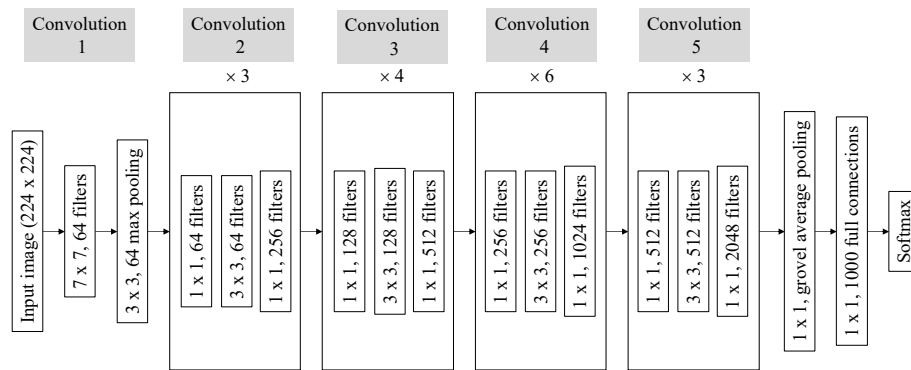 Convolution
1
Convolution
2
Convolution
3
Convolution
4
Convolution
5
× 3
× 4
× 6
× 3
Input image (224 x 224)
7 x 7, 64 filters
3 x 3, 64 max pooling
1 x 1, 64 filters
3 x 3, 64 filters
1 x 1, 256 filters
1 x 1, 128 filters
3 x 3, 128 filters
1 x 1, 512 filters
1 x 1, 256 filters
3 x 3, 256 filters
1 x 1, 1024 filters
1 x 1, 512 filters
3 x 3, 512 filters
1 x 1, 2048 filters
1 x 1, grovel average pooling
1 x 1, 1000 full connections
Softmax